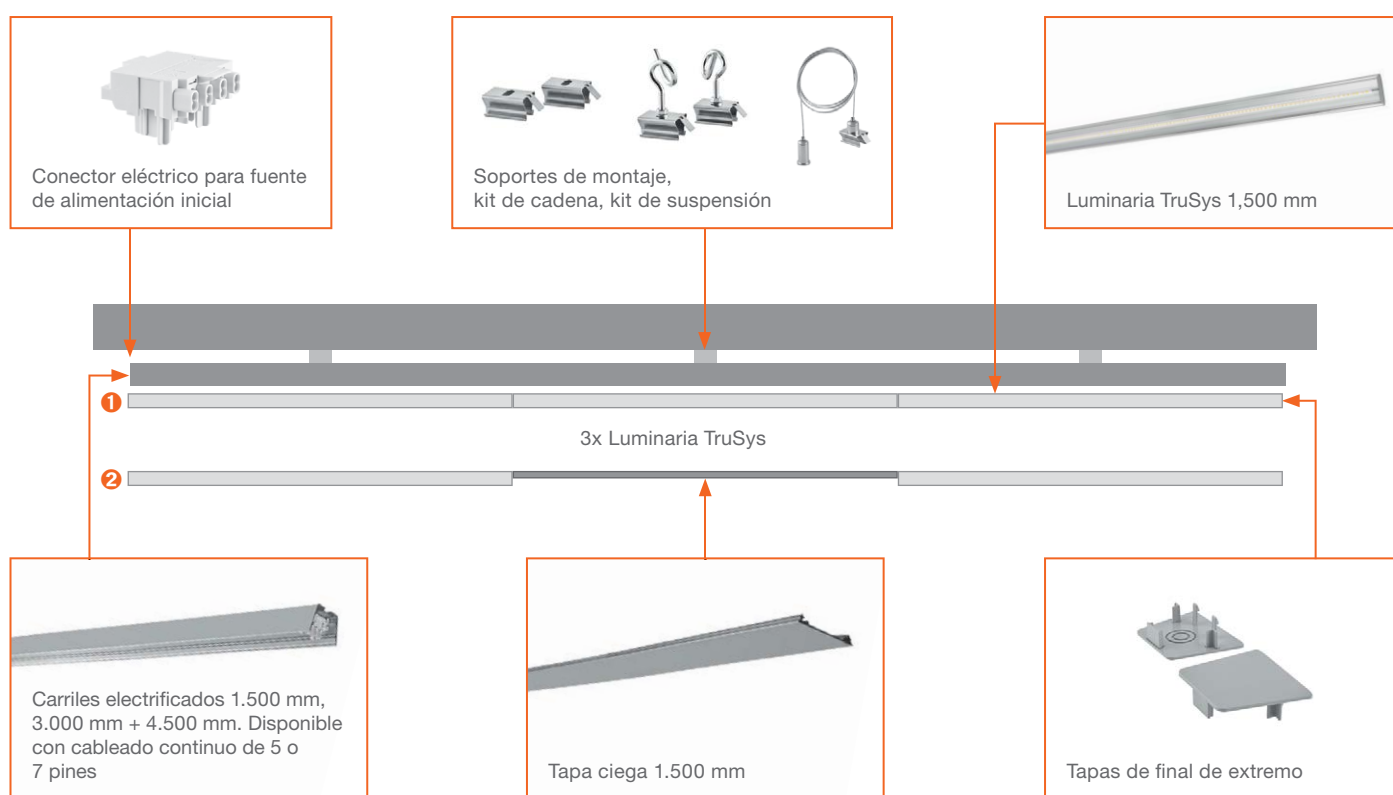 Conector eléctrico para fuente
de alimentación inicial
Soportes de montaje,
kit de cadena, kit de suspensión
Luminaria TruSys 1,500 mm
1
3x Luminaria TruSys
2
Carriles electrificados 1.500 mm,
3.000 mm + 4.500 mm. Disponible
con cableado continuo de 5 o
7 pines
Tapa ciega 1.500 mm
Tapas de final de extremo